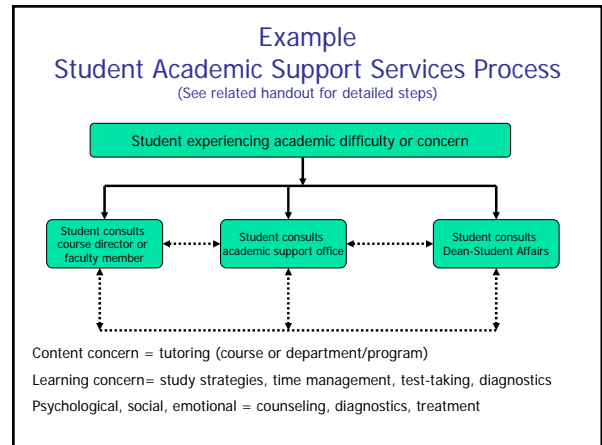 Example
Student Academic Support Services Process
(See related handout for detailed steps)
Student experiencing academic difficulty or concern
Student consults
course director or
faculty member
Student consults
academic support office
Student consults
Dean-Student Affairs
Content concern = tutoring (course or department/program)
Learning concern= study strategies, time management, test-taking, diagnostics
Psychological, social, emotional = counseling, diagnostics, treatment